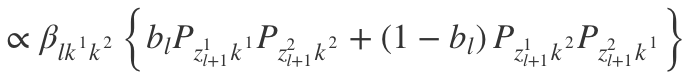 ∝ β_{lk^1k^2} { b_l P_{z^1_{l+1}k^1} P_{z^2_{l+1}k^2} + (1 − b_l) P_{z^1_{l+1}k^2} P_{z^2_{l+1}k^1} }